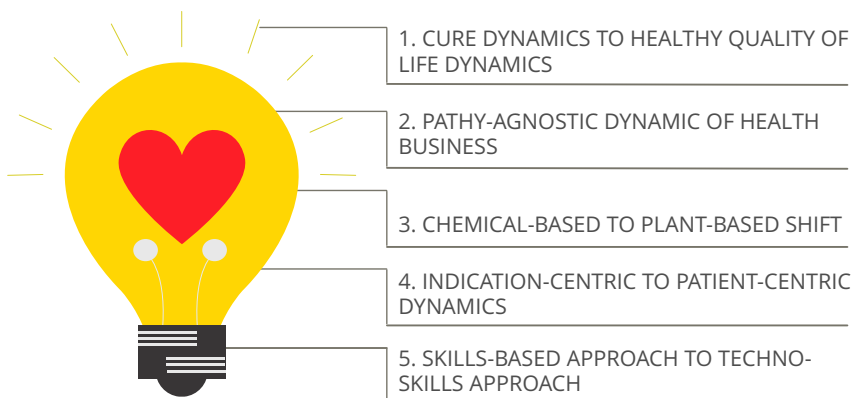 1. CURE DYNAMICS TO HEALTHY QUALITY OF
LIFE DYNAMICS
2. PATHY-AGNOSTIC DYNAMIC OF HEALTH
BUSINESS
3. CHEMICAL-BASED TO PLANT-BASED SHIFT
4. INDICATION-CENTRIC TO PATIENT-CENTRIC
DYNAMICS
5. SKILLS-BASED APPROACH TO TECHNO-
SKILLS APPROACH